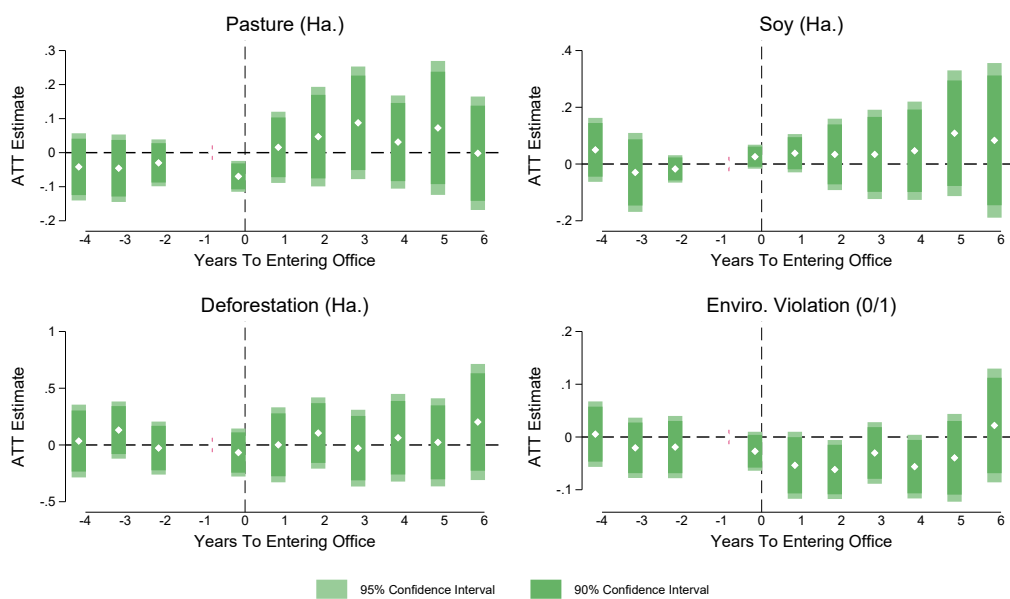 Pasture (Ha.)
ATT Estimate
.3
.2
.1
0
-.1
-.2
-4 -3 -2 -1 0 1 2 3 4 5 6
Years To Entering Office
Soy (Ha.)
ATT Estimate
.4
.2
0
-.2
-4 -3 -2 -1 0 1 2 3 4 5 6
Years To Entering Office
Deforestation (Ha.)
ATT Estimate
1
.5
0
-.5
-4 -3 -2 -1 0 1 2 3 4 5 6
Years To Entering Office
Enviro. Violation (0/1)
ATT Estimate
.2
.1
0
-.1
-4 -3 -2 -1 0 1 2 3 4 5 6
Years To Entering Office
95% Confidence Interval 90% Confidence Interval